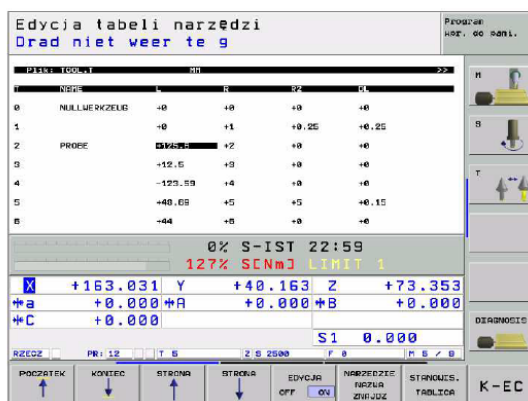 Edycja tabeli narzędzi
Drad niet weer te g
Program
wpr. do pami.
Plik: TOOL.T MM >>
T NAME L R R2 DL
0 NULLWERKZEUG +0 +0 +0 +0
1 +0 +1 +0.25 +0.25
2 PROBE +125.5 +2 +0 +0
3 +12.5 +3 +0 +0
4 -123.59 +4 +0 +0
5 +40.69 +5 +5 +0.15
6 +44 +6 +0 +0
M
S
T
0% S-IST 22:59
127% S[Nm] LIMIT 1
X +163.031 Y +40.163 Z +73.353
a +0.000 A +0.000 B +0.000
C +0.000
S1 0.000
DIAGNOSIS
RZECZ PR: 12 T 5 Z S 2500 F 0 M 5 / 9
POCZATEK KONIEC STRONA STRONA EDYCJA OFF ON NARZEDZIE NAZWA ZNAJDZ STANOWIS. TABLICA K-EC